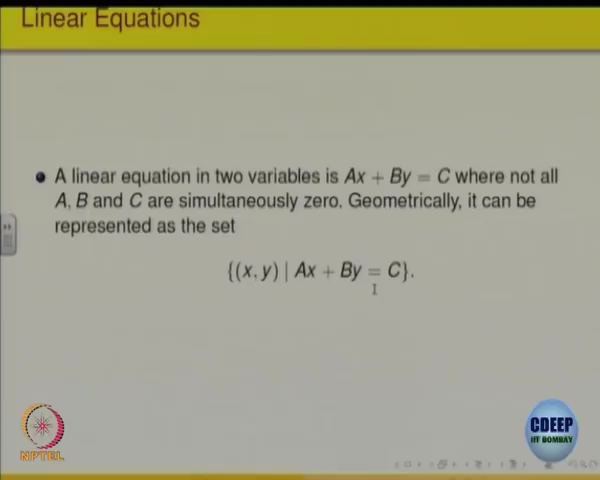 Linear Equations
A linear equation in two variables is Ax + By = C where not all
A, B and C are simultaneously zero. Geometrically, it can be
represented as the set
{(x, y) | Ax + By = C}.
NPTEL
CDEEP
IIT BOMBAY